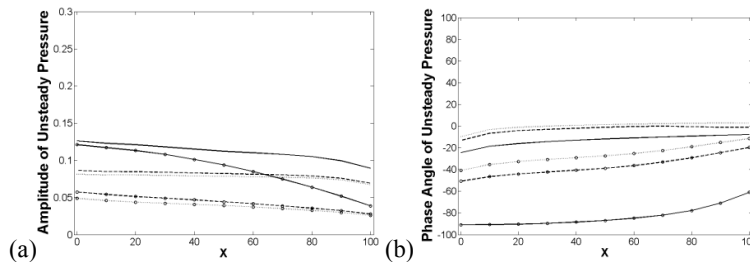 (a)
Amplitude of Unsteady Pressure
0.3
0.25
0.2
0.15
0.1
0.05
0
0 20 40 60 80 100
X
(b)
Phase Angle of Unsteady Pressure
100
80
60
40
20
0
-20
-40
-60
-80
-100
0 20 40 60 80 100
X